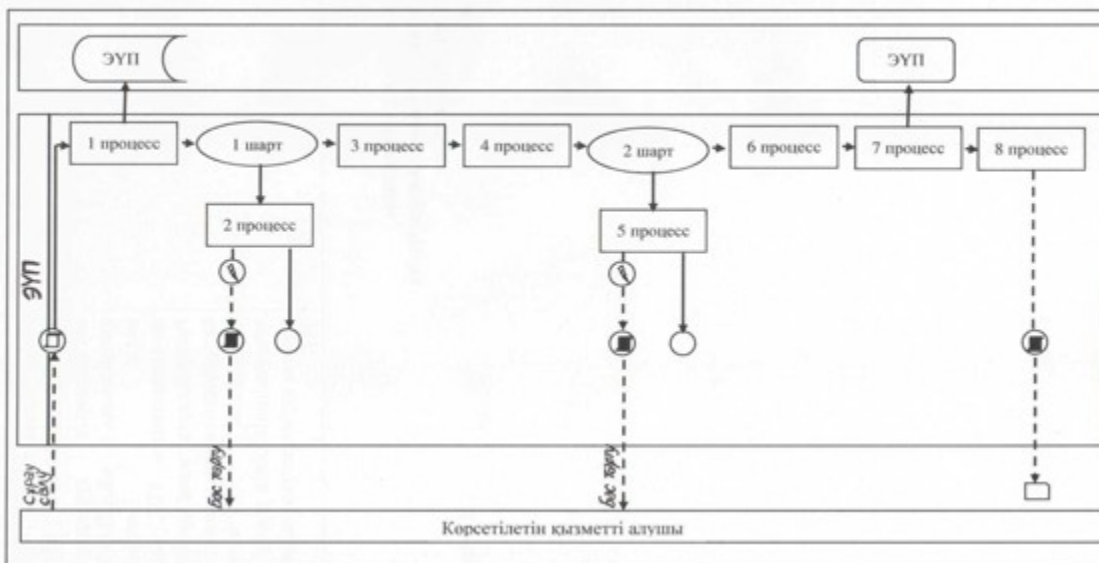 ЭҮП
ЭҮП
1 процесс
1 шарт
3 процесс
4 процесс
2 шарт
6 процесс
7 процесс
8 процесс
2 процесс
5 процесс
ЭҮП
Сұрау
салу
бас тарту
бас тарту
Көрсетілетін қызметті алушы